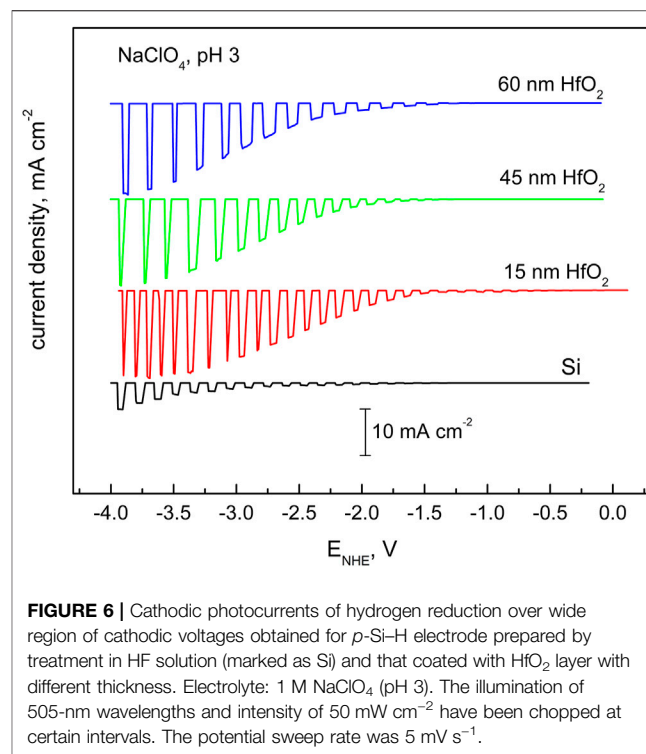 NaClO₄, pH 3
60 nm HfO₂
45 nm HfO₂
15 nm HfO₂
Si
10 mA cm⁻²
current density, mA cm⁻²
-4.0 -3.5 -3.0 -2.5 -2.0 -1.5 -1.0 -0.5 0.0
E_NHE, V
FIGURE 6 | Cathodic photocurrents of hydrogen reduction over wide
region of cathodic voltages obtained for p-Si–H electrode prepared by
treatment in HF solution (marked as Si) and that coated with HfO₂ layer with
different thickness. Electrolyte: 1 M NaClO₄ (pH 3). The illumination of
505-nm wavelengths and intensity of 50 mW cm⁻² have been chopped at
certain intervals. The potential sweep rate was 5 mV s⁻¹.